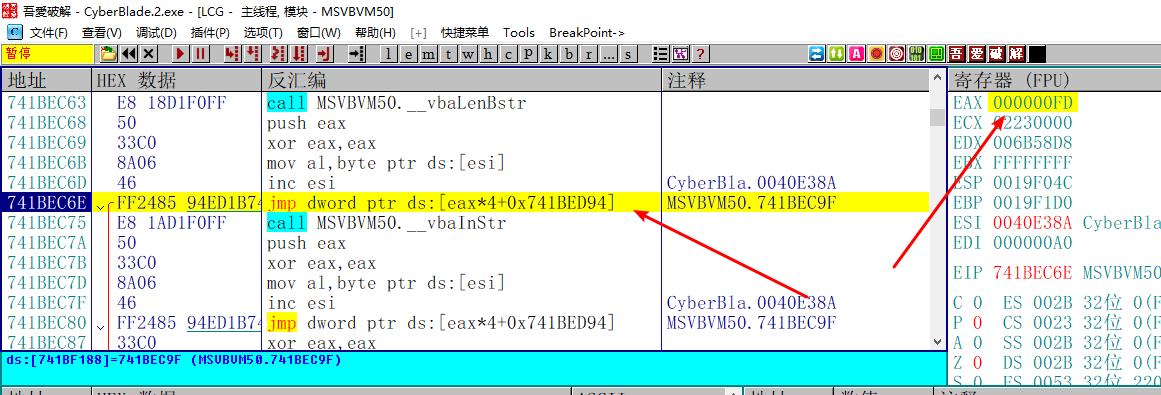 吾爱破解 - CyberBlade.2.exe - [LCG - 主线程, 模块 - MSVBVM50]
C 文件(F) 查看(V) 调试(D) 插件(P) 选项(T) 窗口(W) 帮助(H) [+] 快捷菜单 Tools BreakPoint->
暂停 l e m t w h c p k b r ... s ? 吾 爱 破 解
地址 HEX 数据 反汇编 注释 寄存器 (FPU)
741BEC63 E8 18D1F0FF call MSVBVM50.__vbaLenBstr
741BEC68 50 push eax
741BEC69 33C0 xor eax,eax
741BEC6B 8A06 mov al,byte ptr ds:[esi]
741BEC6D 46 inc esi CyberBla.0040E38A
741BEC6E FF2485 94ED1B74 jmp dword ptr ds:[eax*4+0x741BED94] MSVBVM50.741BEC9F
741BEC75 E8 1AD1F0FF call MSVBVM50.__vbaInStr
741BEC7A 50 push eax
741BEC7B 33C0 xor eax,eax
741BEC7D 8A06 mov al,byte ptr ds:[esi]
741BEC7F 46 inc esi CyberBla.0040E38A
741BEC80 FF2485 94ED1B74 jmp dword ptr ds:[eax*4+0x741BED94] MSVBVM50.741BEC9F
741BEC87 33C0 xor eax,eax
EAX 000000FD
ECX 02230000
EDX 006B58D8
EBX FFFFFFFF
ESP 0019F04C
EBP 0019F1D0
ESI 0040E38A CyberBla
EDI 000000A0
EIP 741BEC6E MSVBVM50
C 0 ES 002B 32位 0(F
P 0 CS 0023 32位 0(F
A 0 SS 002B 32位 0(F
Z 0 DS 002B 32位 0(F
S 0 FS 0053 32位 220
ds:[741BF188]=741BEC9F (MSVBVM50.741BEC9F)
地址 HEX 数据 ASCII 地址 数值 注释